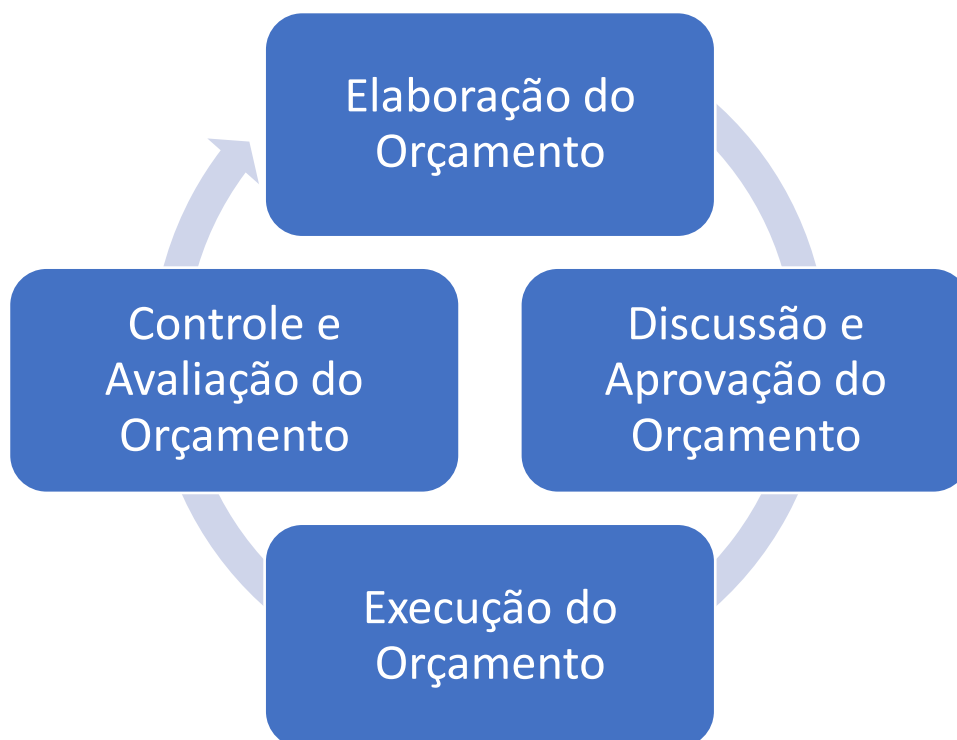 Elaboração do
Orçamento
Discussão e
Aprovação do
Orçamento
Execução do
Orçamento
Controle e
Avaliação do
Orçamento